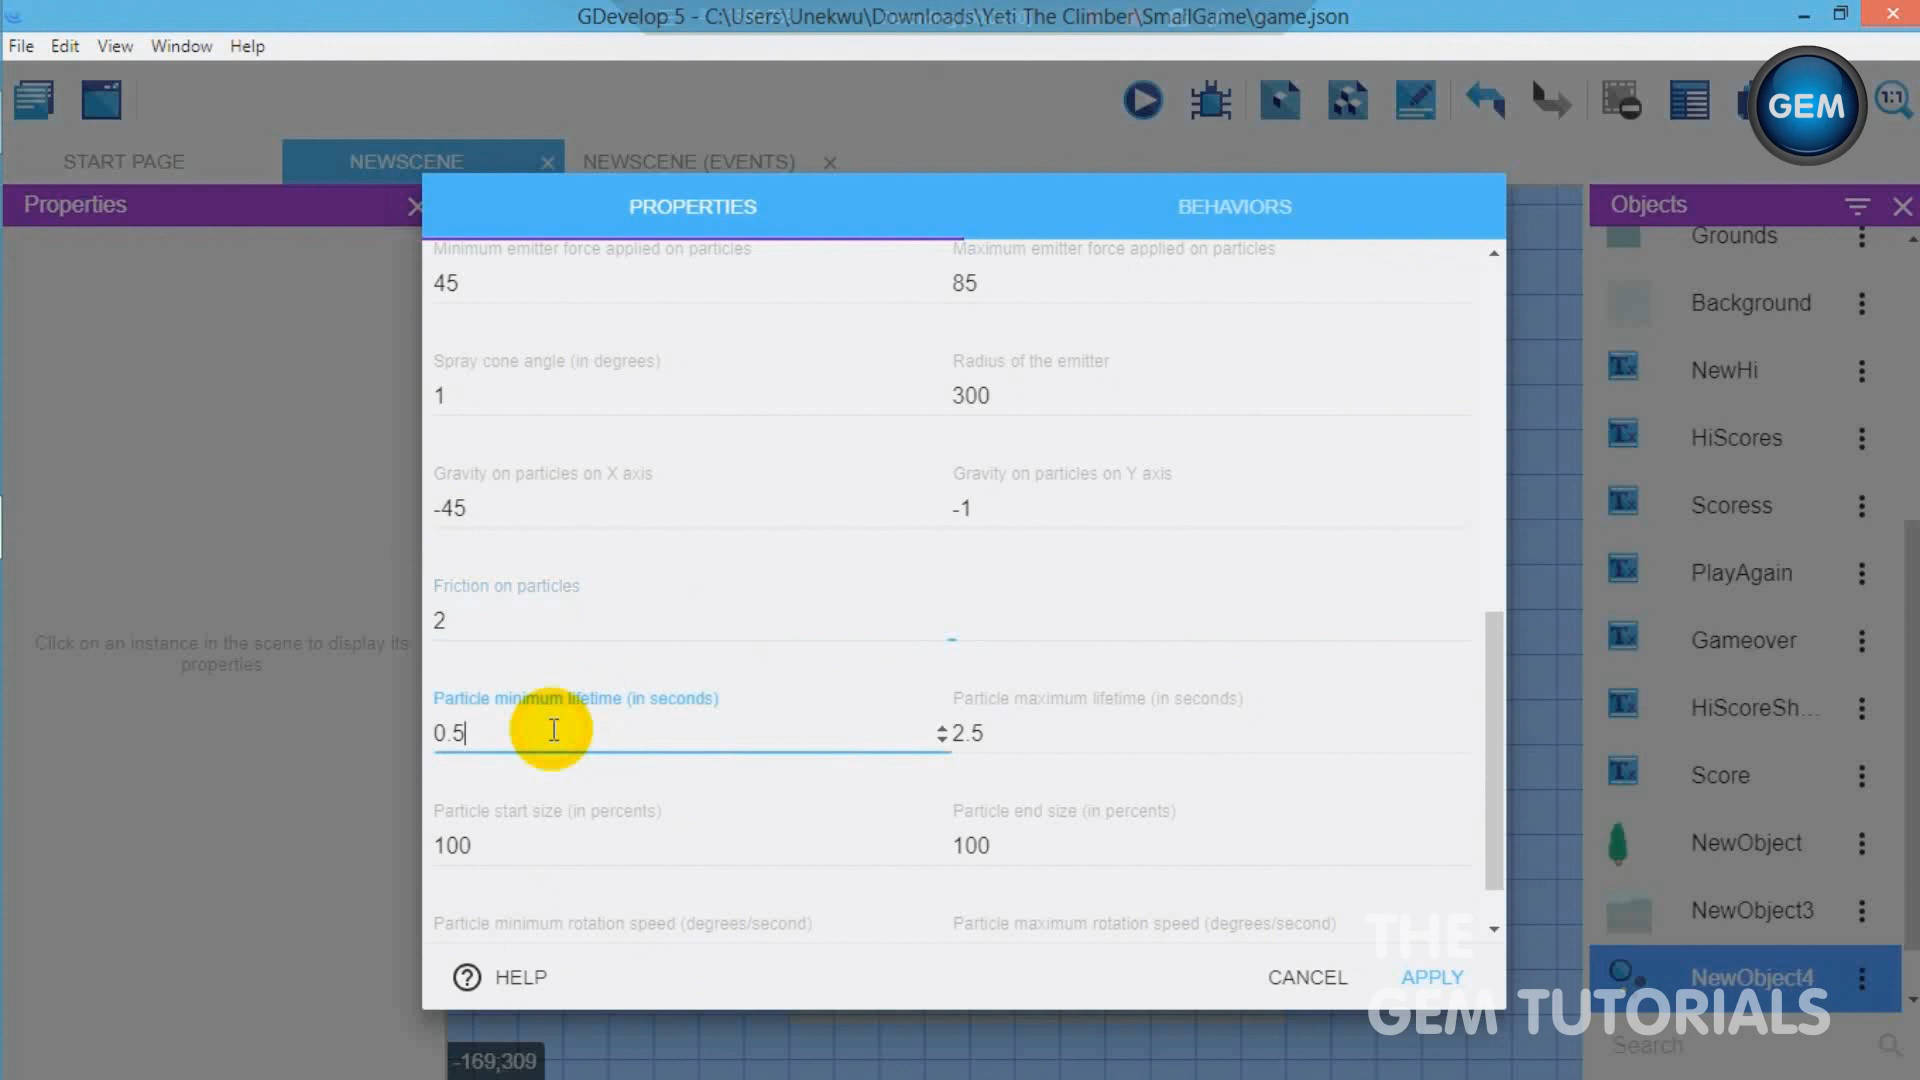 GDevelop 5 - C:\Users\Unekwu\Downloads\Yeti The Climber\SmallGame\game.json
File Edit View Window Help
GEM
1:1
START PAGE
NEWSCENE
NEWSCENE (EVENTS)
Properties
PROPERTIES
BEHAVIORS
Objects
Minimum emitter force applied on particles
Maximum emitter force applied on particles
45
85
Spray cone angle (in degrees)
Radius of the emitter
1
300
Gravity on particles on X axis
Gravity on particles on Y axis
-45
-1
Friction on particles
2
Click on an instance in the scene to display its
properties
Particle minimum lifetime (in seconds)
Particle maximum lifetime (in seconds)
0.5
2.5
Particle start size (in percents)
Particle end size (in percents)
100
100
Particle minimum rotation speed (degrees/second)
Particle maximum rotation speed (degrees/second)
HELP
CANCEL
APPLY
Grounds
Background
NewHi
HiScores
Scoress
PlayAgain
Gameover
HiScoreSh...
Score
NewObject
NewObject3
NewObject4
Search
THE
GEM TUTORIALS
-169;309